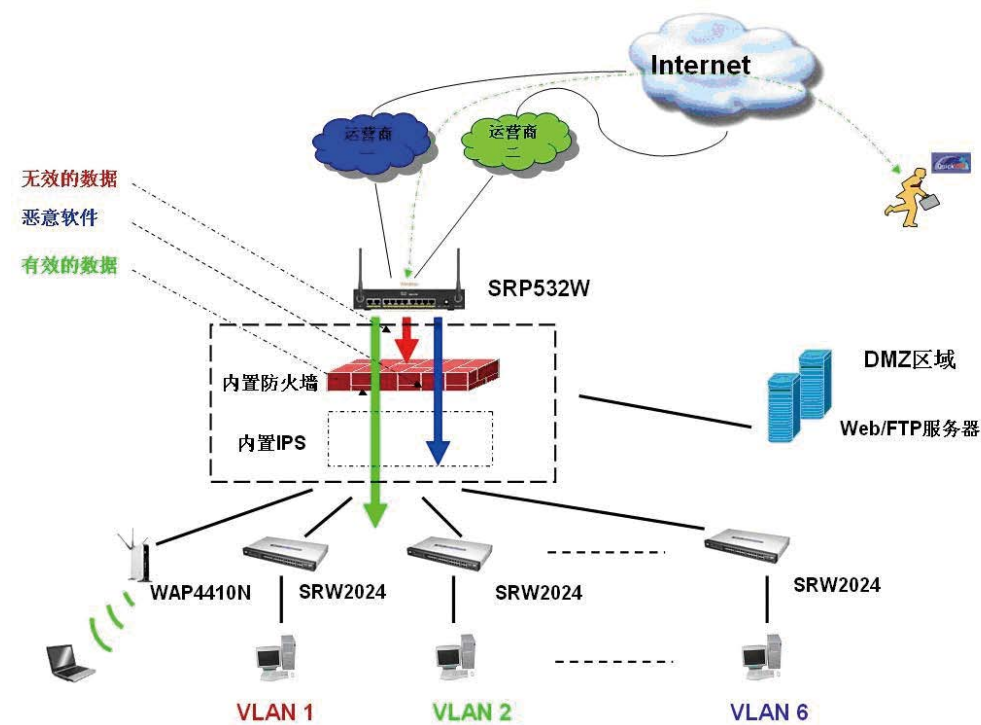 Internet
运营商
一
运营商
二
无效的数据
恶意软件
有效的数据
SRP532W
内置防火墙
内置IPS
DMZ区域
Web/FTP服务器
WAP4410N
SRW2024
SRW2024
SRW2024
VLAN 1
VLAN 2
VLAN 6